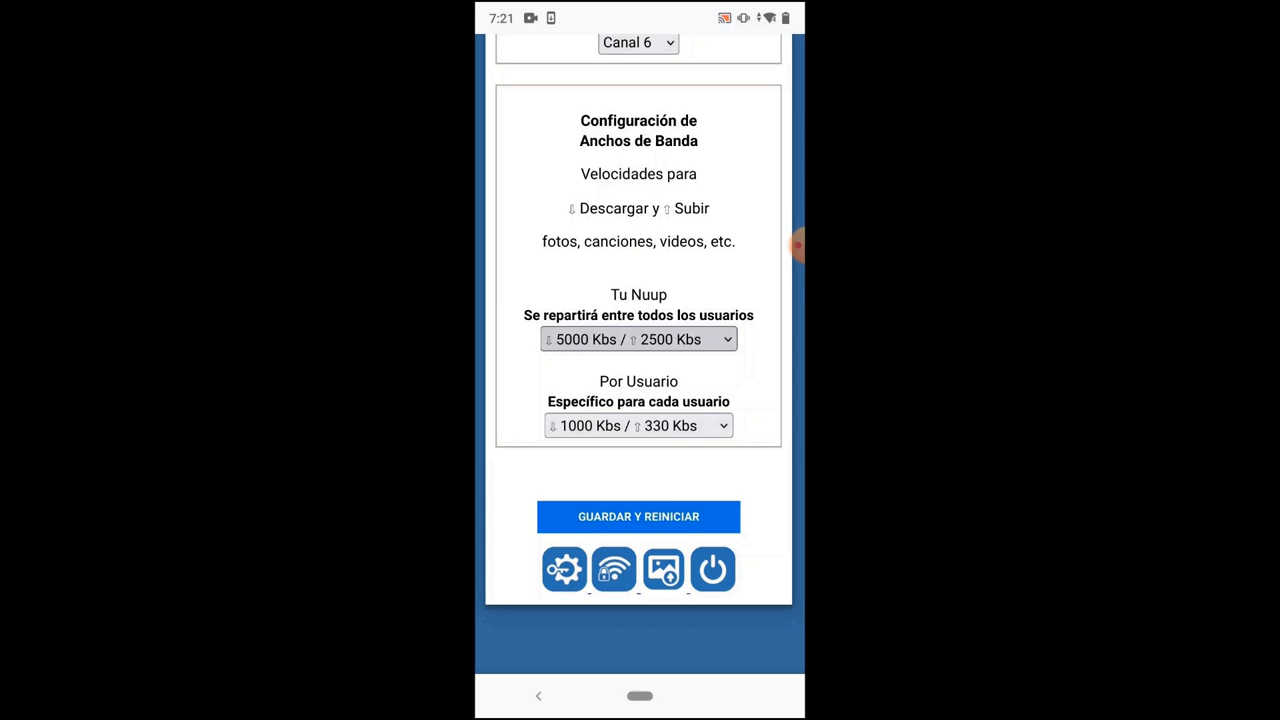 7:21
Canal 6
Configuración de
Anchos de Banda
Velocidades para
⇩ Descargar y ⇧ Subir
fotos, canciones, videos, etc.
Tu Nuup
Se repartirá entre todos los usuarios
⇩ 5000 Kbs / ⇧ 2500 Kbs
Por Usuario
Específico para cada usuario
⇩ 1000 Kbs / ⇧ 330 Kbs
GUARDAR Y REINICIAR